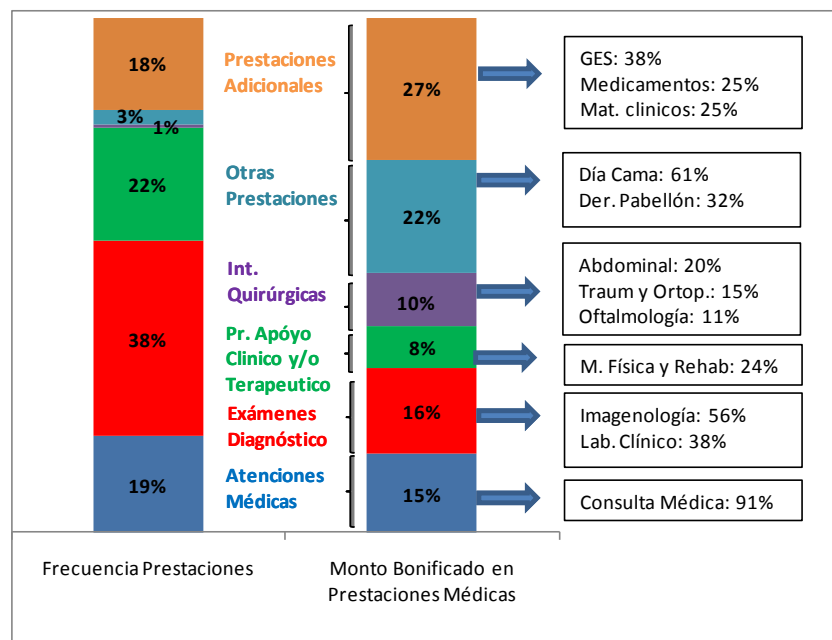 18%
3%
1%
22%
38%
19%
Prestaciones
Adicionales
Otras
Prestaciones
Int.
Quirúrgicas
Pr. Apóyo
Clinico y/o
Terapeutico
Exámenes
Diagnóstico
Atenciones
Médicas
27%
22%
10%
8%
16%
15%
GES: 38%
Medicamentos: 25%
Mat. clinicos: 25%
Día Cama: 61%
Der. Pabellón: 32%
Abdominal: 20%
Traum y Ortop.: 15%
Oftalmología: 11%
M. Física y Rehab: 24%
Imagenología: 56%
Lab. Clínico: 38%
Consulta Médica: 91%
Frecuencia Prestaciones
Monto Bonificado en
Prestaciones Médicas